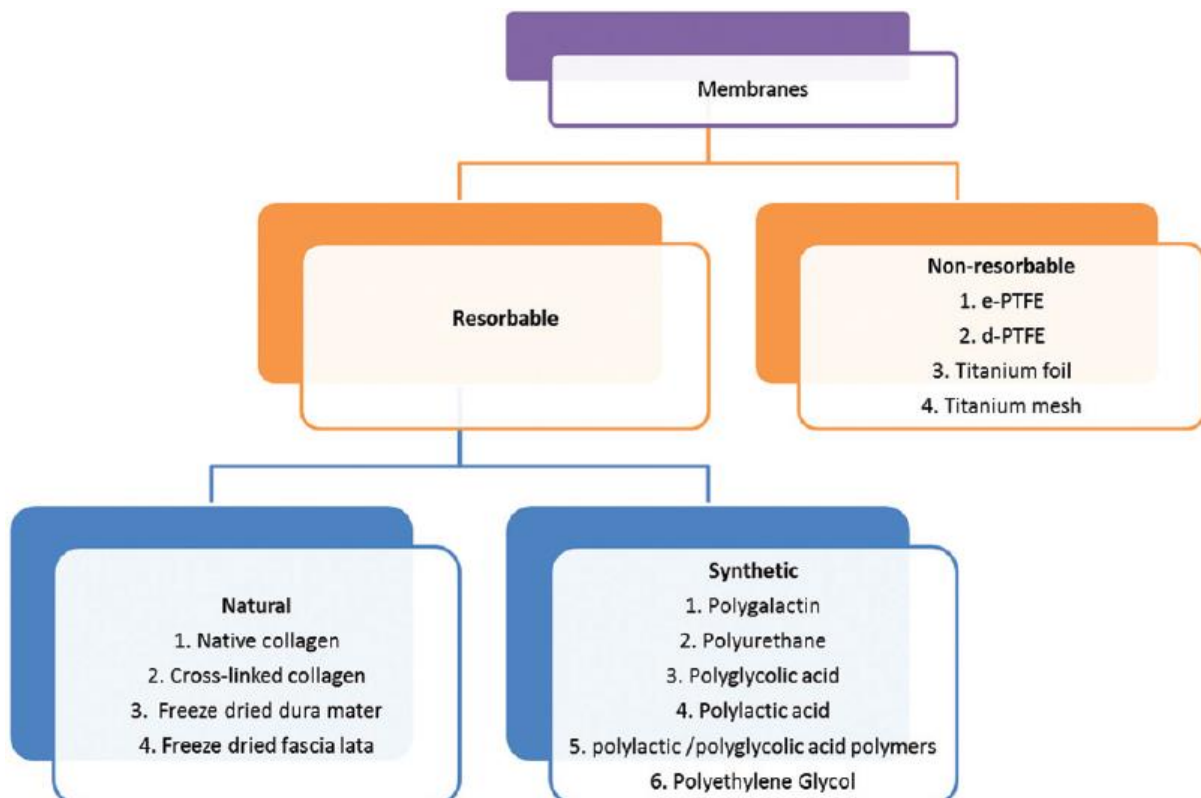 Membranes
Resorbable
Non-resorbable
1. e-PTFE
2. d-PTFE
3. Titanium foil
4. Titanium mesh
Natural
1. Native collagen
2. Cross-linked collagen
3. Freeze dried dura mater
4. Freeze dried fascia lata
Synthetic
1. Polygalactin
2. Polyurethane
3. Polyglycolic acid
4. Polylactic acid
5. polylactic /polyglycolic acid polymers
6. Polyethylene Glycol